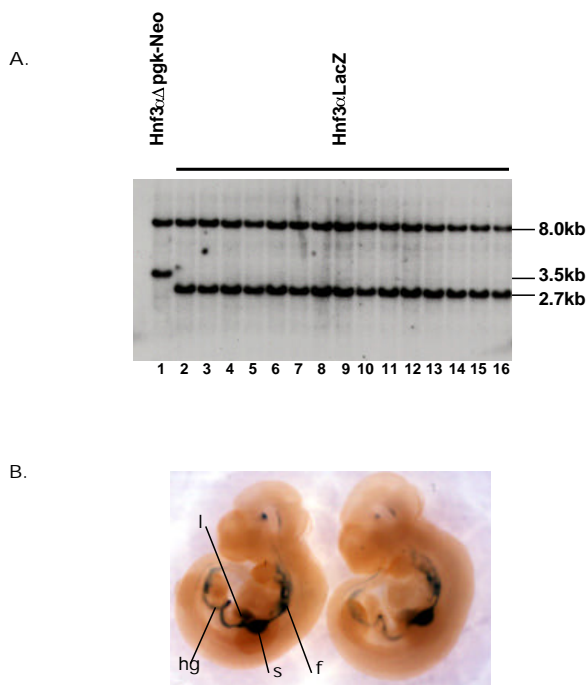 A.
Hnf3αΔ pgk-Neo
Hnf3αLacZ
8.0kb
3.5kb
2.7kb
1 2 3 4 5 6 7 8 9 10 11 12 13 14 15 16
B.
l
hg
s
f